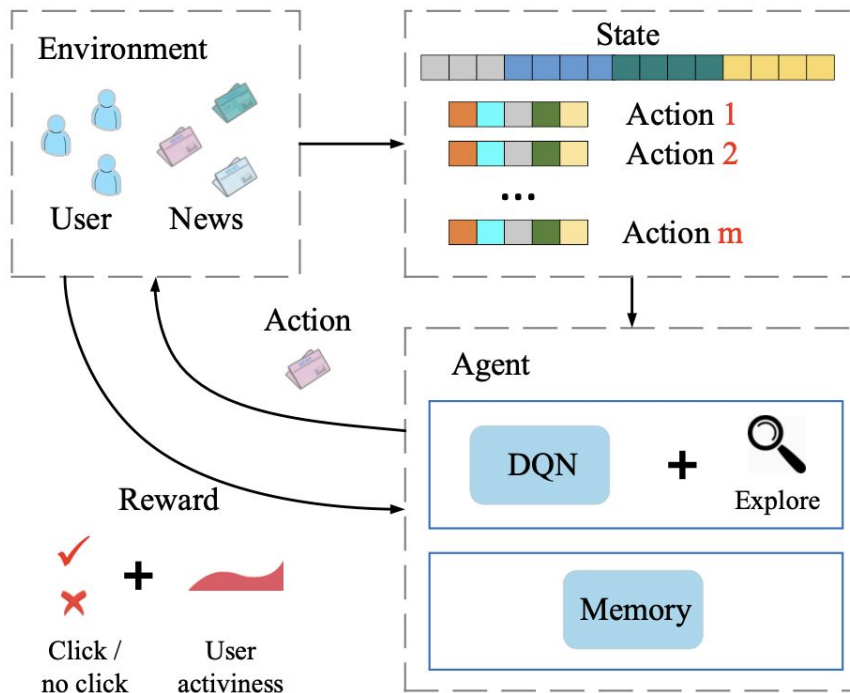 Environment
User
News
State
Action 1
Action 2
...
Action m
Action
Agent
DQN
+
Explore
Reward
+
Click /
no click
User
activiness
Memory